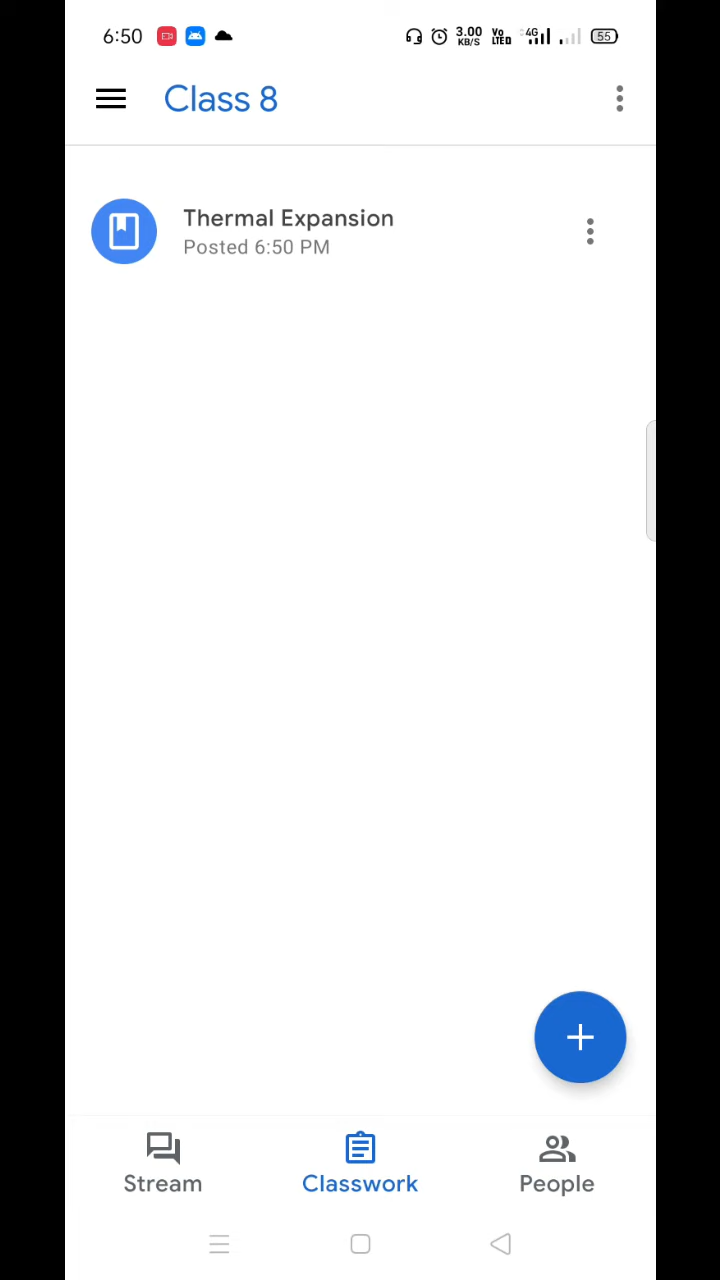 6:50 3.00 KB/S Vo LTE 4G 55
Class 8
Thermal Expansion
Posted 6:50 PM
Stream Classwork People